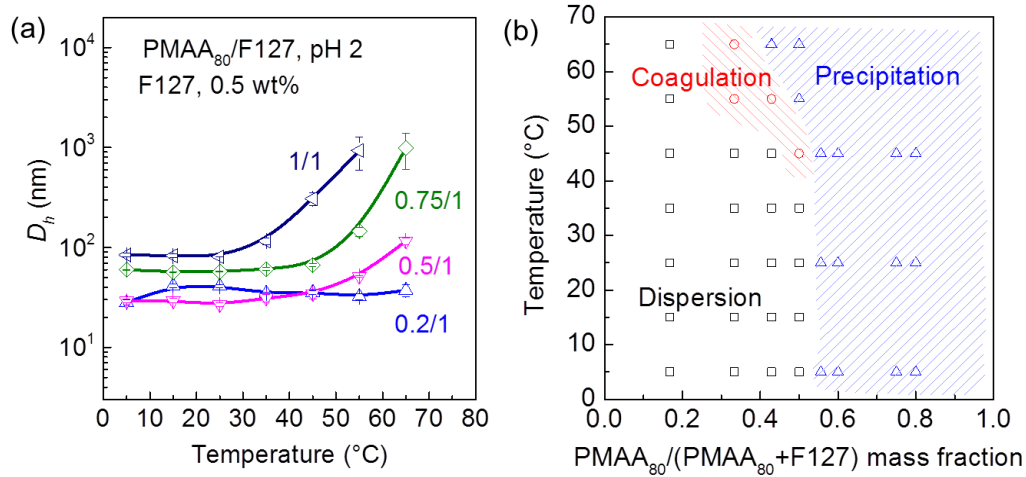 (a)
PMAA80/F127, pH 2
F127, 0.5 wt%
10^4
10^3
10^2
10^1
D_h (nm)
1/1
0.75/1
0.5/1
0.2/1
0 10 20 30 40 50 60 70 80
Temperature (°C)
(b)
70
60
50
40
30
20
10
0
Temperature (°C)
Coagulation
Precipitation
Dispersion
0.0 0.2 0.4 0.6 0.8 1.0
PMAA80/(PMAA80+F127) mass fraction